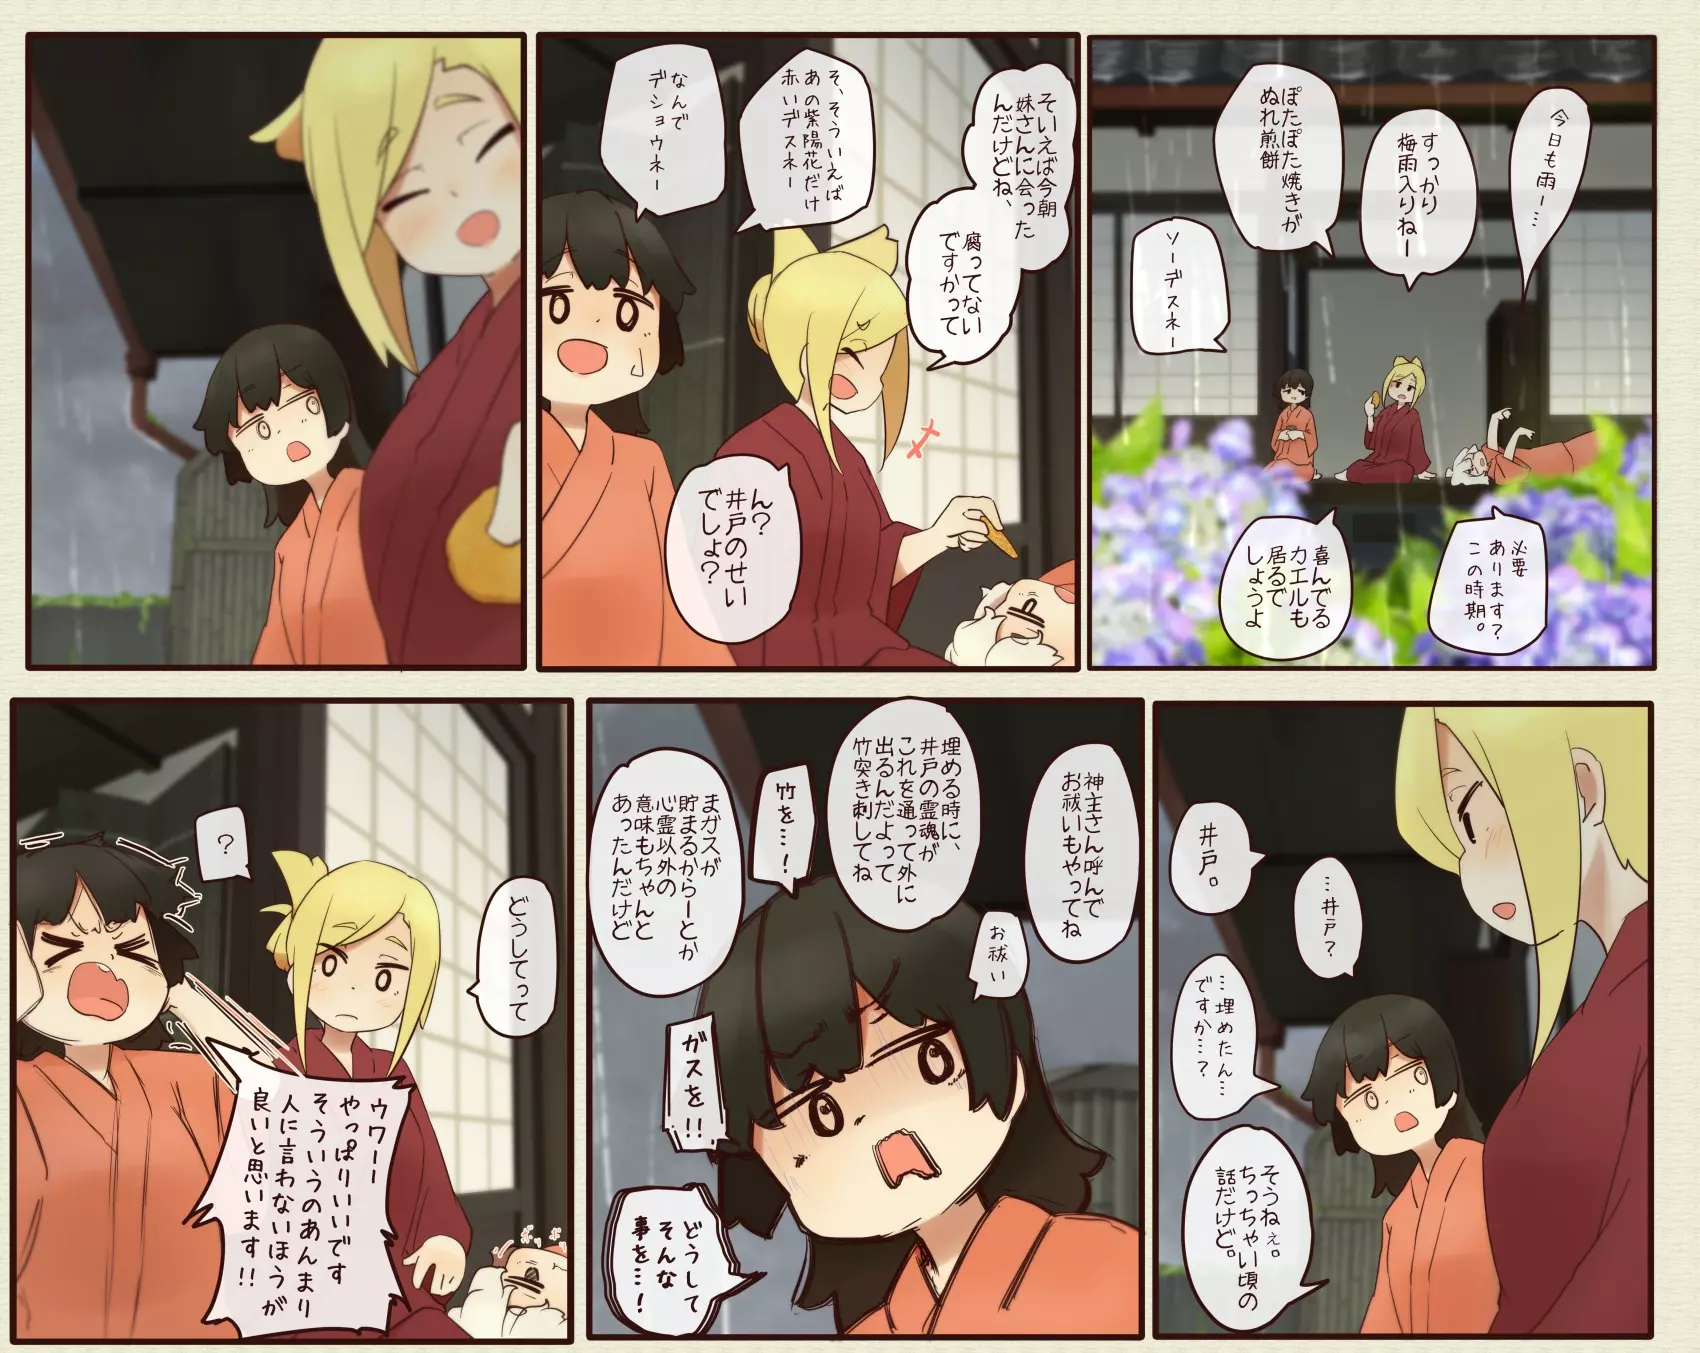 今日も雨ー…
すっかり
梅雨入りねー
ぽたぽた焼きが
ぬれ煎餅
ソーデスネー
必要
あります？
この時期。
喜んでる
カエルも
居るで
しょうよ
そいえば今朝
妹さんに会った
んだけどね、
腐ってない
ですかって
そ、そういえば
あの紫陽花だけ
赤いデスネー
なんで
デショウネー
ん？
井戸のせい
でしょ？
井戸。
…井戸？
…埋めたん…
ですか…？
そうねぇ。
ちっちゃい頃の
話だけど。
神主さん呼んで
お祓いもやってね
お祓い
埋める時に、
井戸の霊魂が
これを通って外に
出るんだよって
竹突き刺してね
竹を…！
まガスが
貯まるからーとか
心霊以外の
意味もちゃんと
あったんだけど
ガスを！！
どうして
そんな
事を…！
どうしてって
？
ウワーー
やっぱりいいです
そういうのあんまり
人に言わないほうが
良いと思います！！